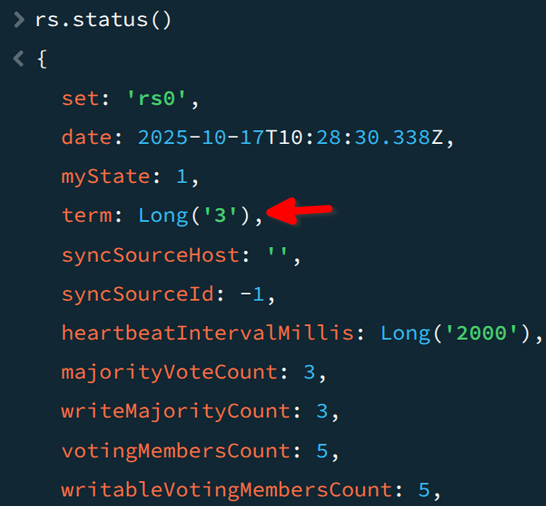 rs.status()
{
set: 'rs0',
date: 2025-10-17T10:28:30.338Z,
myState: 1,
term: Long('3'),
syncSourceHost: '',
syncSourceId: -1,
heartbeatIntervalMillis: Long('2000'),
majorityVoteCount: 3,
writeMajorityCount: 3,
votingMembersCount: 5,
writableVotingMembersCount: 5,